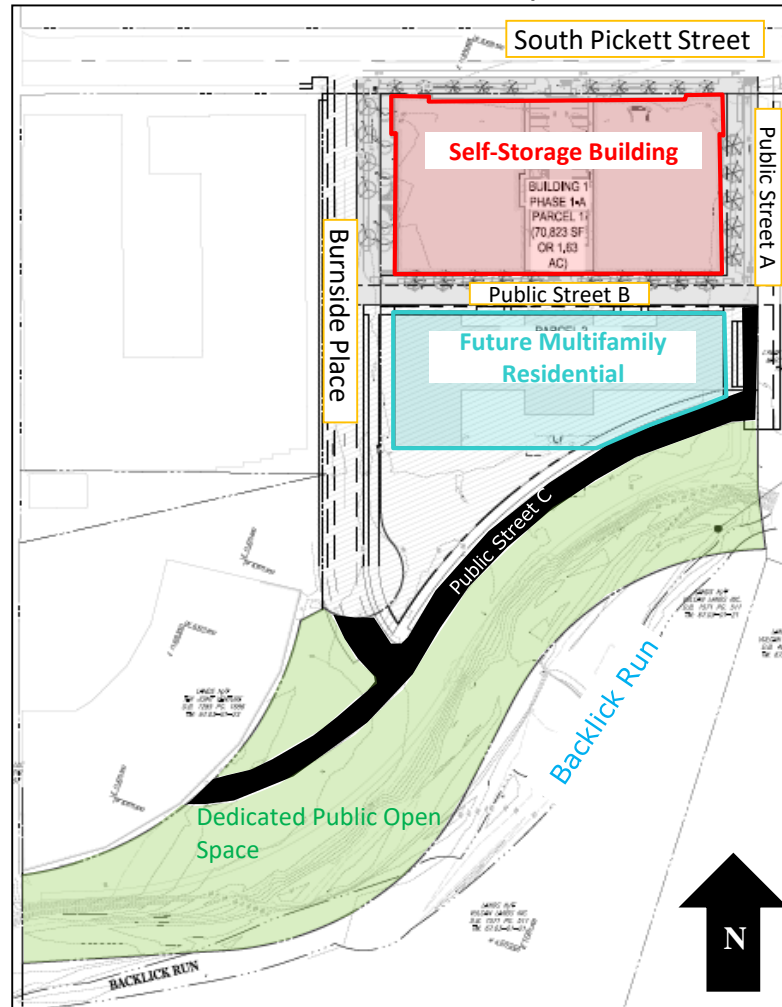 South Pickett Street
Self-Storage Building
BUILDING 1
PHASE 1-A
PARCEL 1
(70,823 SF
OR 1,63
AC)
Public Street A
Burnside Place
Public Street B
PARCEL 2
Future Multifamily
Residential
Public Street C
Backlick Run
Dedicated Public Open
Space
BACKLICK RUN
N